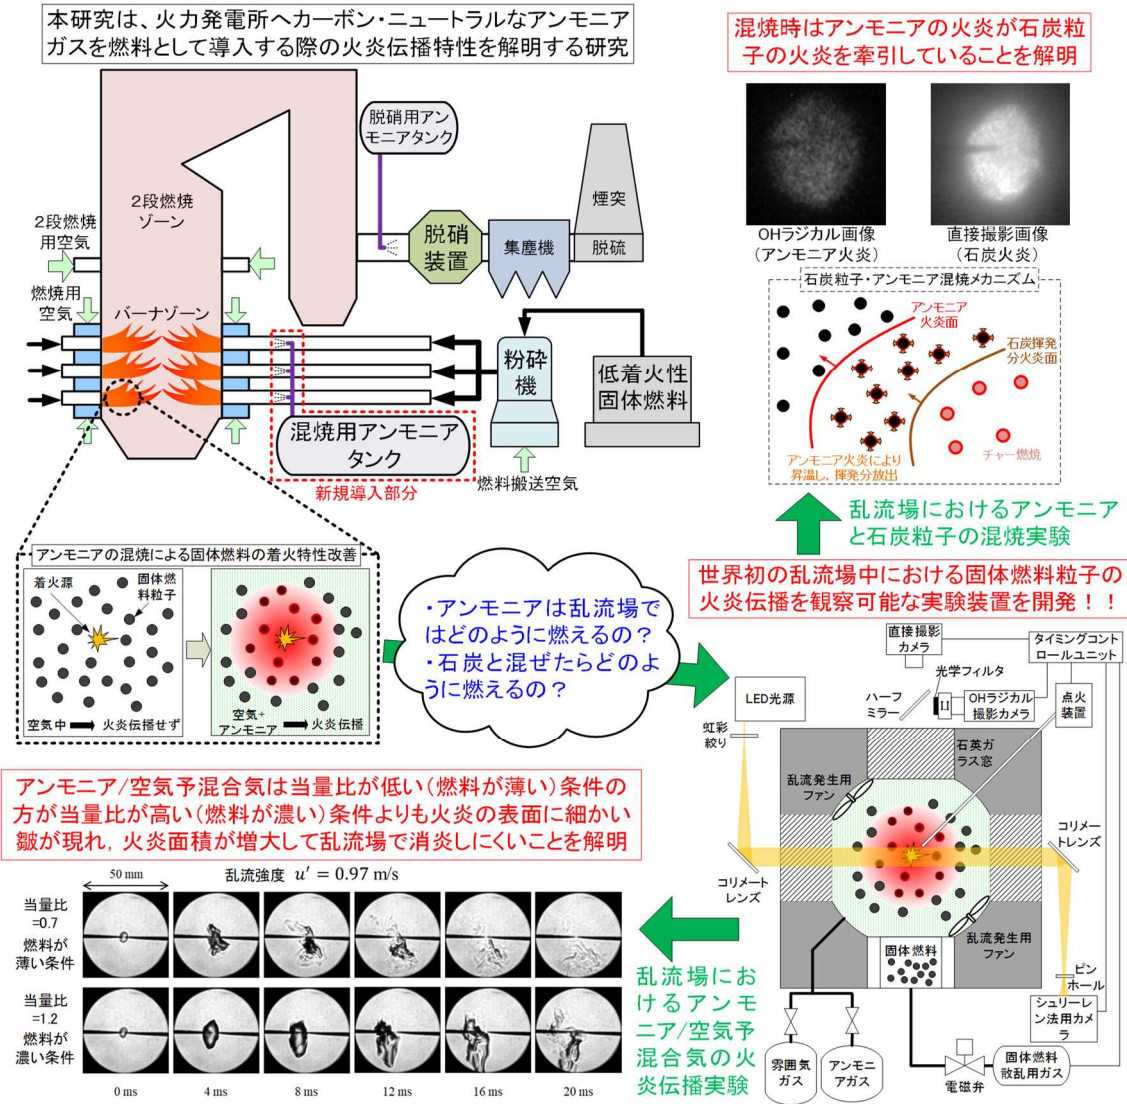 本研究は、火力発電所へカーボン・ニュートラルなアンモニア
ガスを燃料として導入する際の火炎伝播特性を解明する研究
脱硝用アン
モニアタンク
2段燃焼
ゾーン
2段燃焼
用空気
燃焼用
空気
バーナゾーン
脱硝
装置
集塵機
煙突
脱硫
粉砕
機
低着火性
固体燃料
混焼用アンモニア
タンク
新規導入部分
燃料搬送空気
混焼時はアンモニアの火炎が石炭粒
子の火炎を牽引していることを解明
OHラジカル画像
(アンモニア火炎)
直接撮影画像
(石炭火炎)
石炭粒子・アンモニア混焼メカニズム
アンモニア
火炎面
石炭揮発
分火炎面
アンモニア火炎により
昇温し，揮発分放出
チャー燃焼
乱流場におけるアンモニア
と石炭粒子の混焼実験
アンモニアの混焼による固体燃料の着火特性改善
着火源
固体燃
料粒子
空気中
火炎伝播せず
空気+
アンモニア
火炎伝播
・アンモニアは乱流場で
はどのように燃えるの？
・石炭と混ぜたらどのよ
うに燃えるの？
世界初の乱流場中における固体燃料粒子の
火炎伝播を観察可能な実験装置を開発！！
直接撮影
カメラ
タイミングコント
ロールユニット
光学フィルタ
LED光源
ハーフ
ミラー
I.I
OHラジカル
撮影カメラ
点火
装置
虹彩
絞り
石英ガ
ラス窓
乱流発生用
ファン
コリメー
トレンズ
コリメート
レンズ
乱流発生用
ファン
固体燃料
ピン
ホール
シュリーレ
ン法用カメ
ラ
雰囲気
ガス
アンモニ
アガス
電磁弁
固体燃料
散乱用ガス
アンモニア/空気予混合気は当量比が低い(燃料が薄い)条件の
方が当量比が高い(燃料が濃い)条件よりも火炎の表面に細かい
皺が現れ，火炎面積が増大して乱流場で消炎しにくいことを解明
50 mm
乱流強度 u′ = 0.97 m/s
当量比
=0.7
燃料が
薄い条件
当量比
=1.2
燃料が
濃い条件
0 ms
4 ms
8 ms
12 ms
16 ms
20 ms
乱流場にお
けるアンモ
ニア/空気予
混合気の火
炎伝播実験